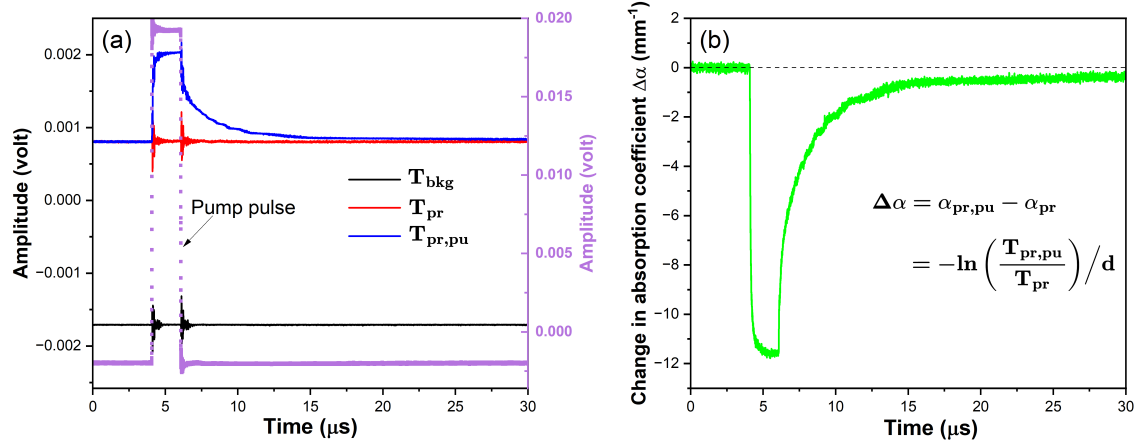 (a)
0.002
0.001
0.000
−0.001
−0.002
Amplitude (volt)
0 5 10 15 20 25 30
Time (μs)
0.020
0.015
0.010
0.005
0.000
Amplitude (volt)
Pump pulse
T_bkg
T_pr
T_pr,pu
(b)
2
0
−2
−4
−6
−8
−10
−12
Change in absorption coefficient Δα (mm⁻¹)
0 5 10 15 20 25 30
Time (μs)
Δα = α_pr,pu − α_pr
= −ln (T_pr,pu / T_pr) / d